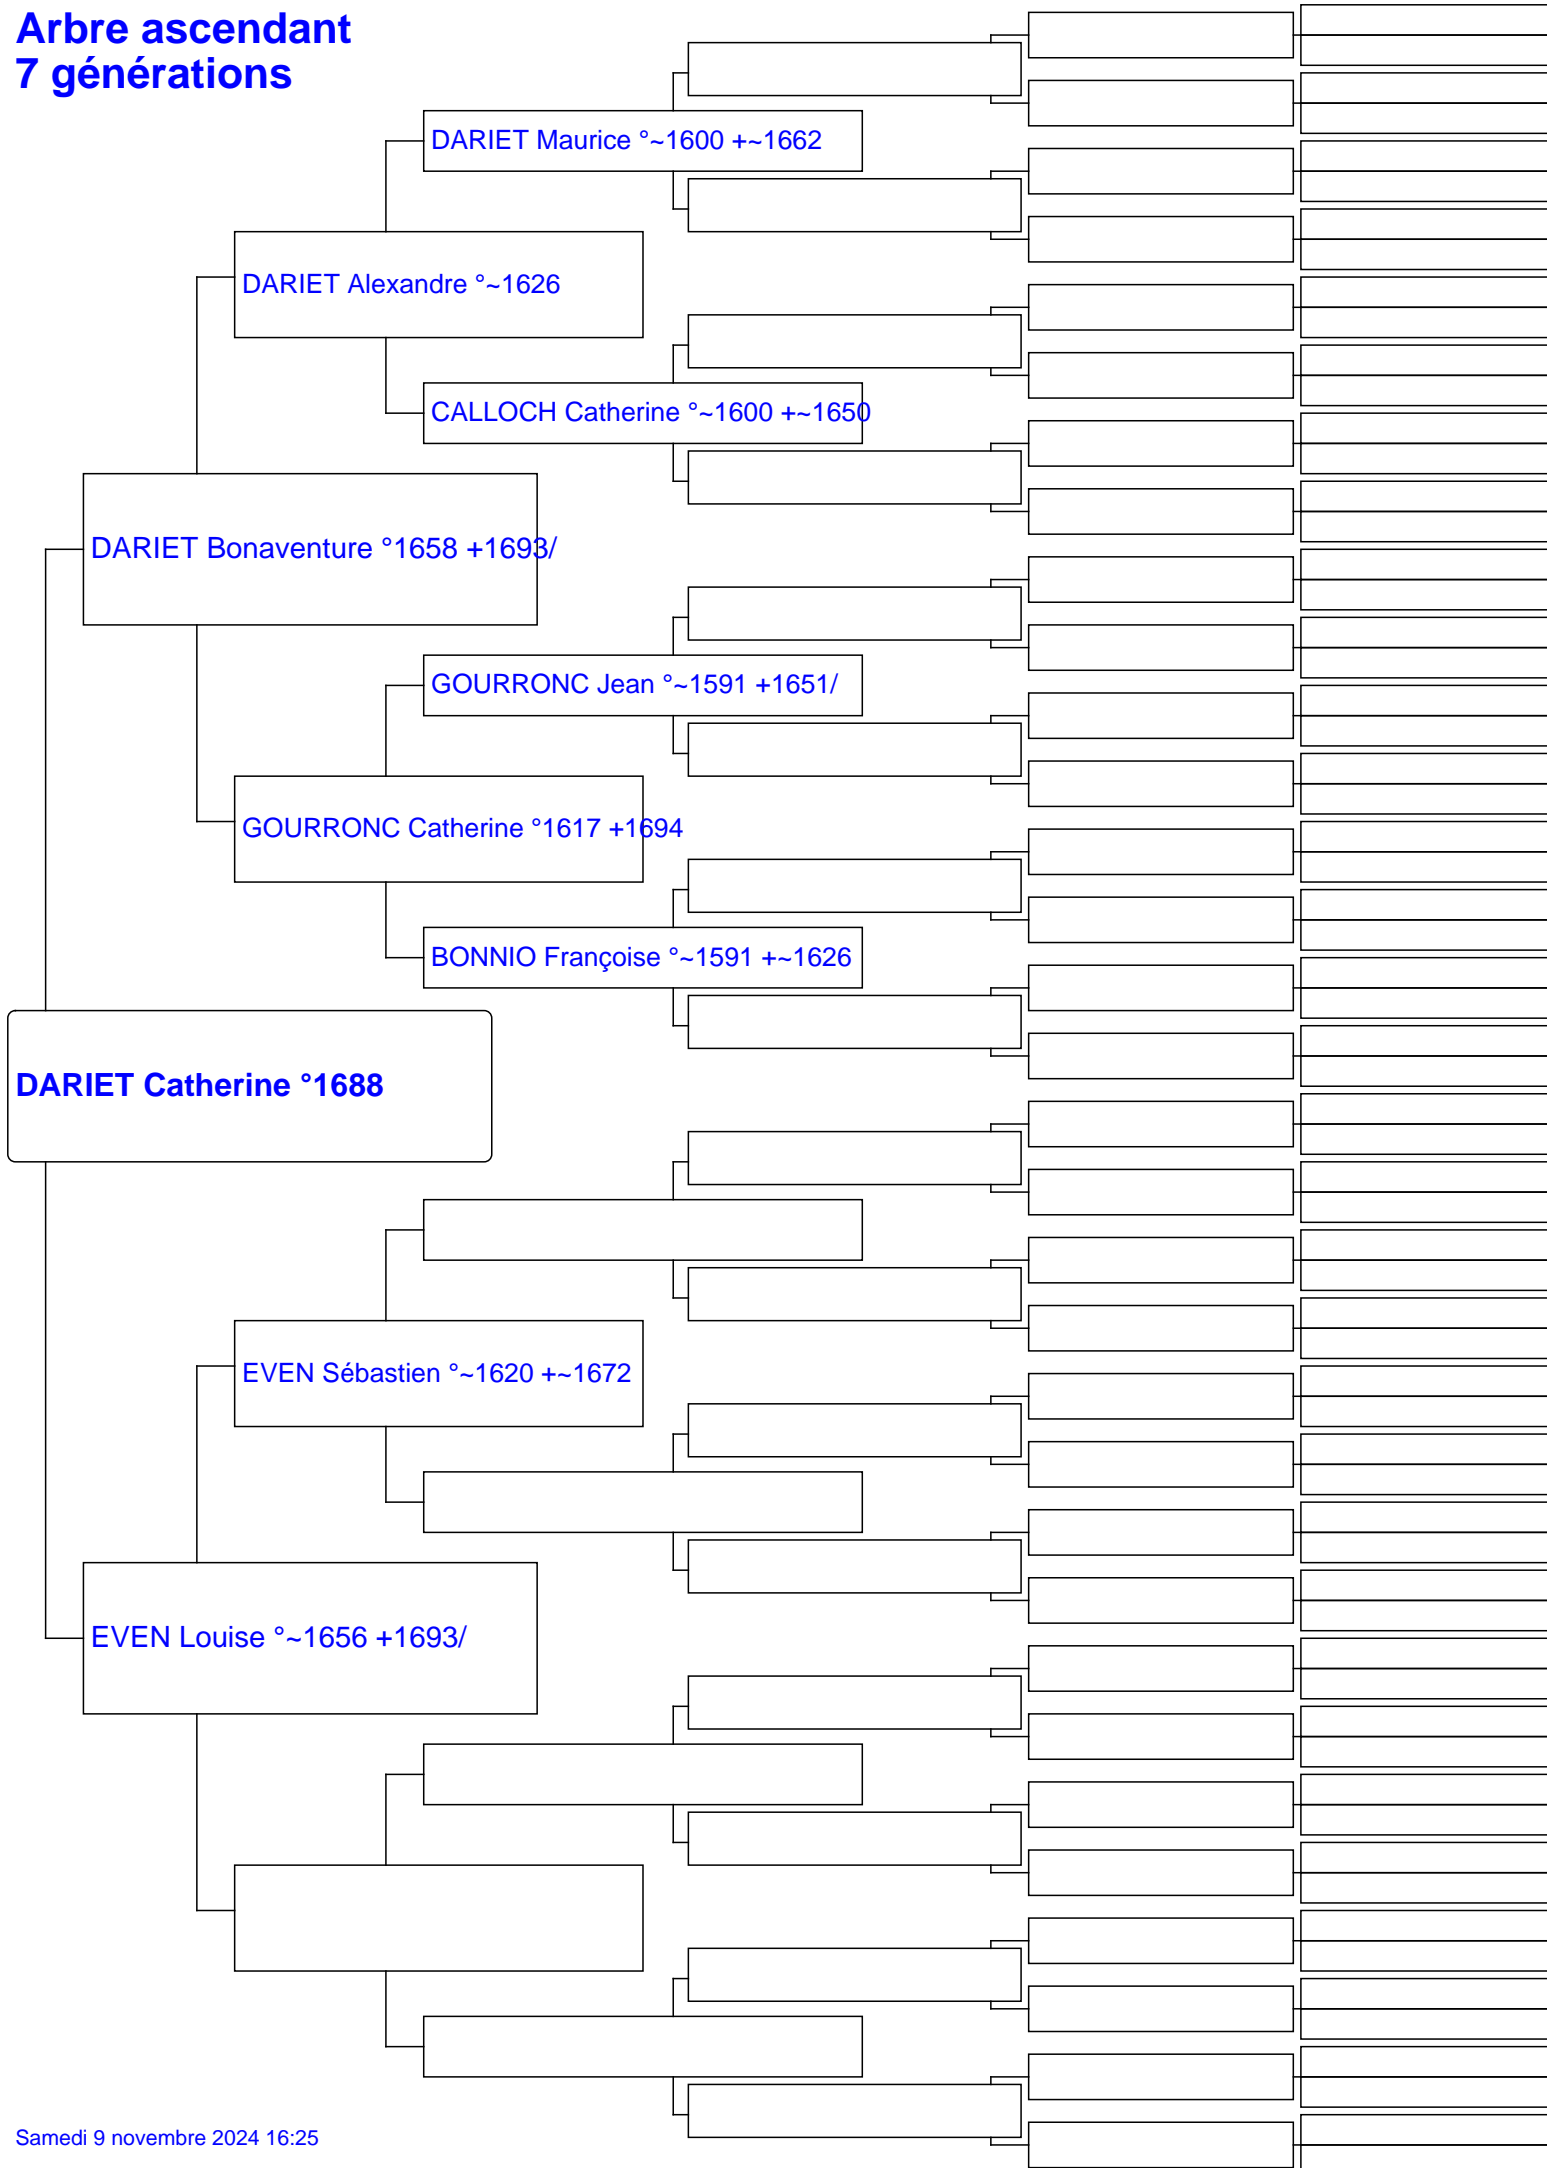 Arbre ascendant
7 générations
DARIET Maurice °~1600 +~1662
DARIET Alexandre °~1626
CALLOCH Catherine °~1600 +~1650
DARIET Bonaventure °1658 +1693/
GOURRONC Jean °~1591 +1651/
GOURRONC Catherine °1617 +1694
BONNIO Françoise °~1591 +~1626
DARIET Catherine °1688
EVEN Sébastien °~1620 +~1672
EVEN Louise °~1656 +1693/
Samedi 9 novembre 2024 16:25